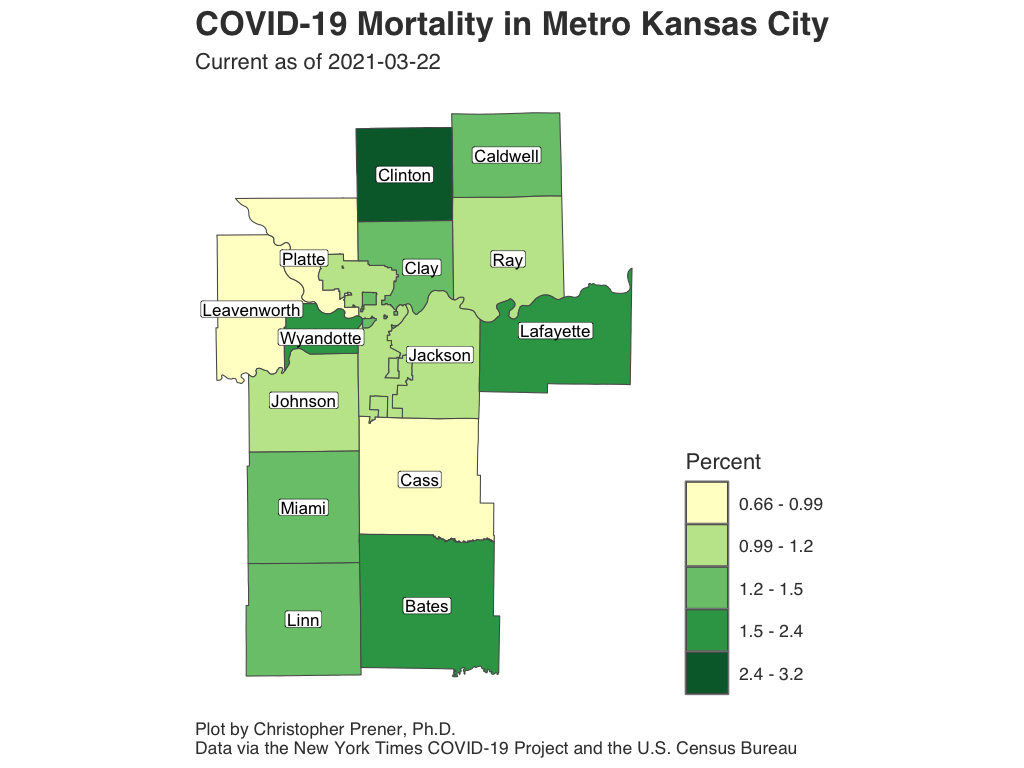 COVID-19 Mortality in Metro Kansas City
Current as of 2021-03-22
Caldwell
Clinton
Platte
Clay
Ray
Leavenworth
Wyandotte
Lafayette
Jackson
Johnson
Cass
Miami
Bates
Linn
Percent
0.66 - 0.99
0.99 - 1.2
1.2 - 1.5
1.5 - 2.4
2.4 - 3.2
Plot by Christopher Prener, Ph.D.
Data via the New York Times COVID-19 Project and the U.S. Census Bureau